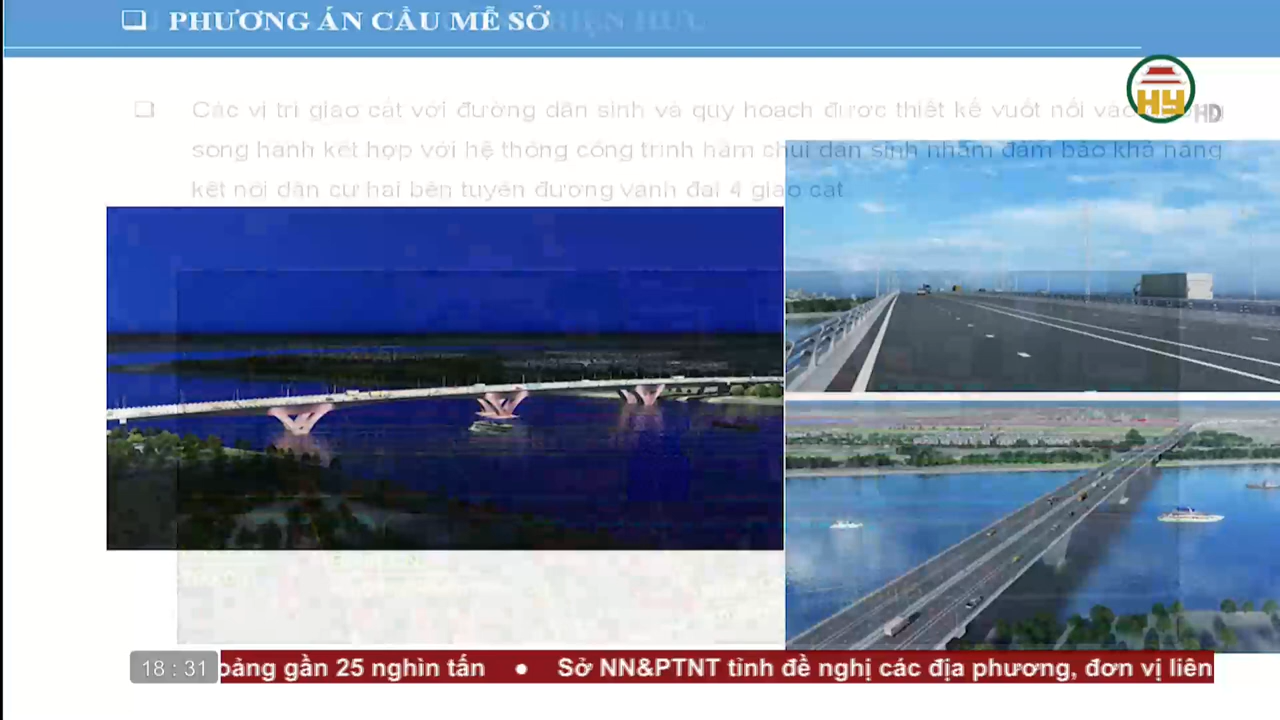 PHƯƠNG ÁN CẦU MỄ SỞ
HY HD
Các vị trí giao cắt với đường dân sinh và quy hoạch được thiết kế vuốt nối vào
song hành kết hợp với hệ thống công trình hầm chui dân sinh nhằm đảm bảo khả năng
kết nối dân cư hai bên tuyến đường vành đai 4 giao cắt
18 : 31 oảng gần 25 nghìn tấn • Sở NN&PTNT tỉnh đề nghị các địa phương, đơn vị liên